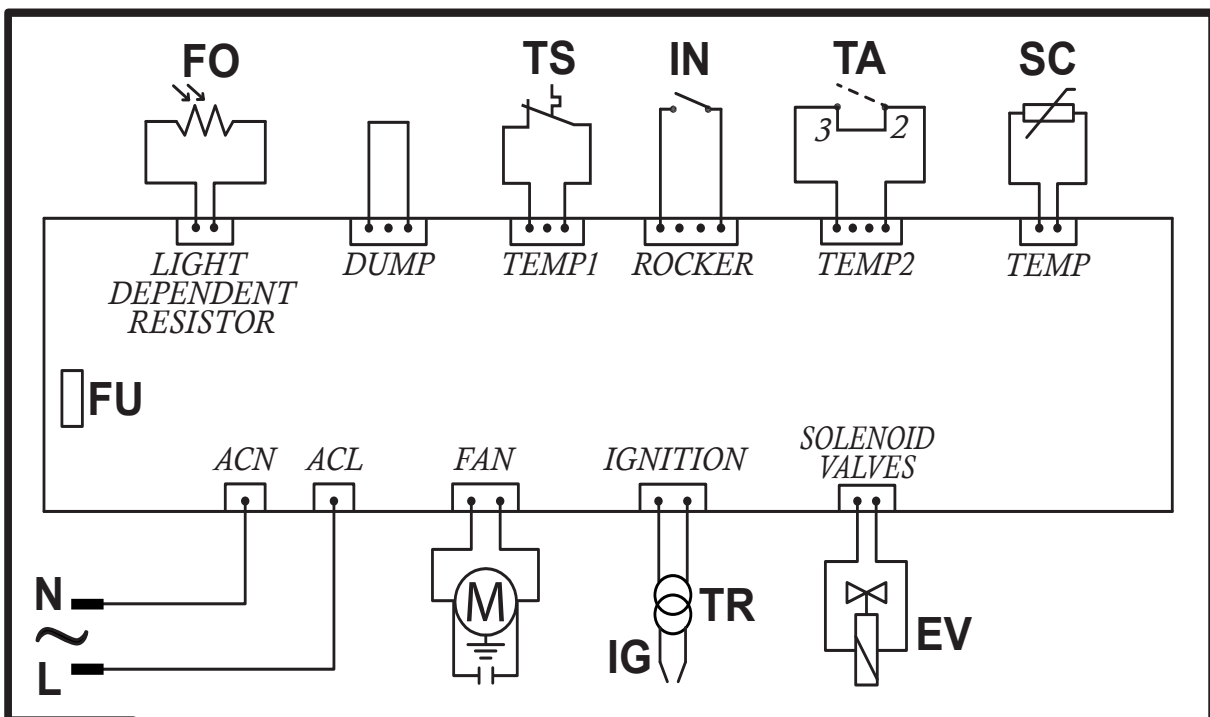 FO
TS
IN
TA
SC
3
2
LIGHT
DEPENDENT
RESISTOR
DUMP
TEMP1
ROCKER
TEMP2
TEMP
FU
ACN
ACL
FAN
IGNITION
SOLENOID
VALVES
N
~
L
M
TR
IG
EV